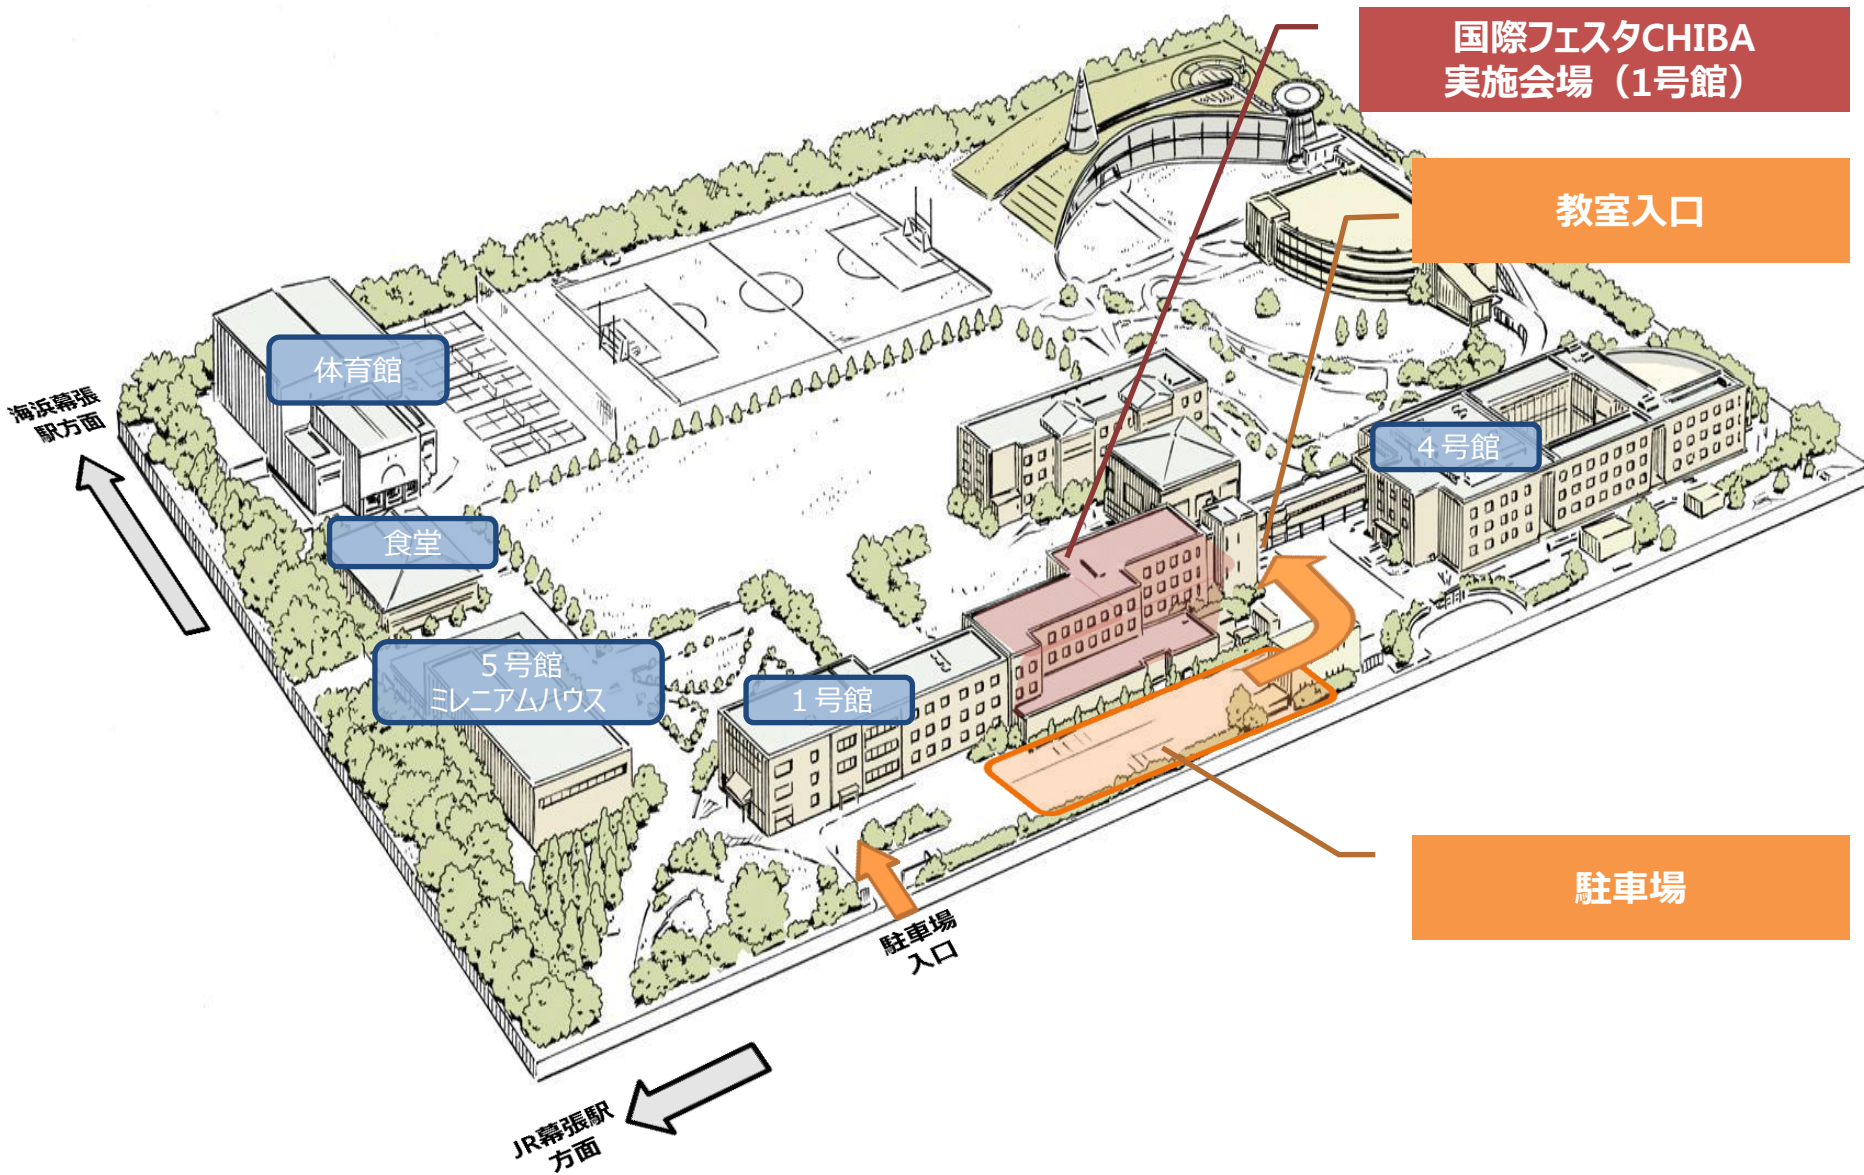 国際フェスタCHIBA
実施会場（1号館）
教室入口
体育館
海浜幕張
駅方面
４号館
食堂
５号館
ミレニアムハウス
１号館
駐車場
駐車場
入口
JR幕張駅
方面